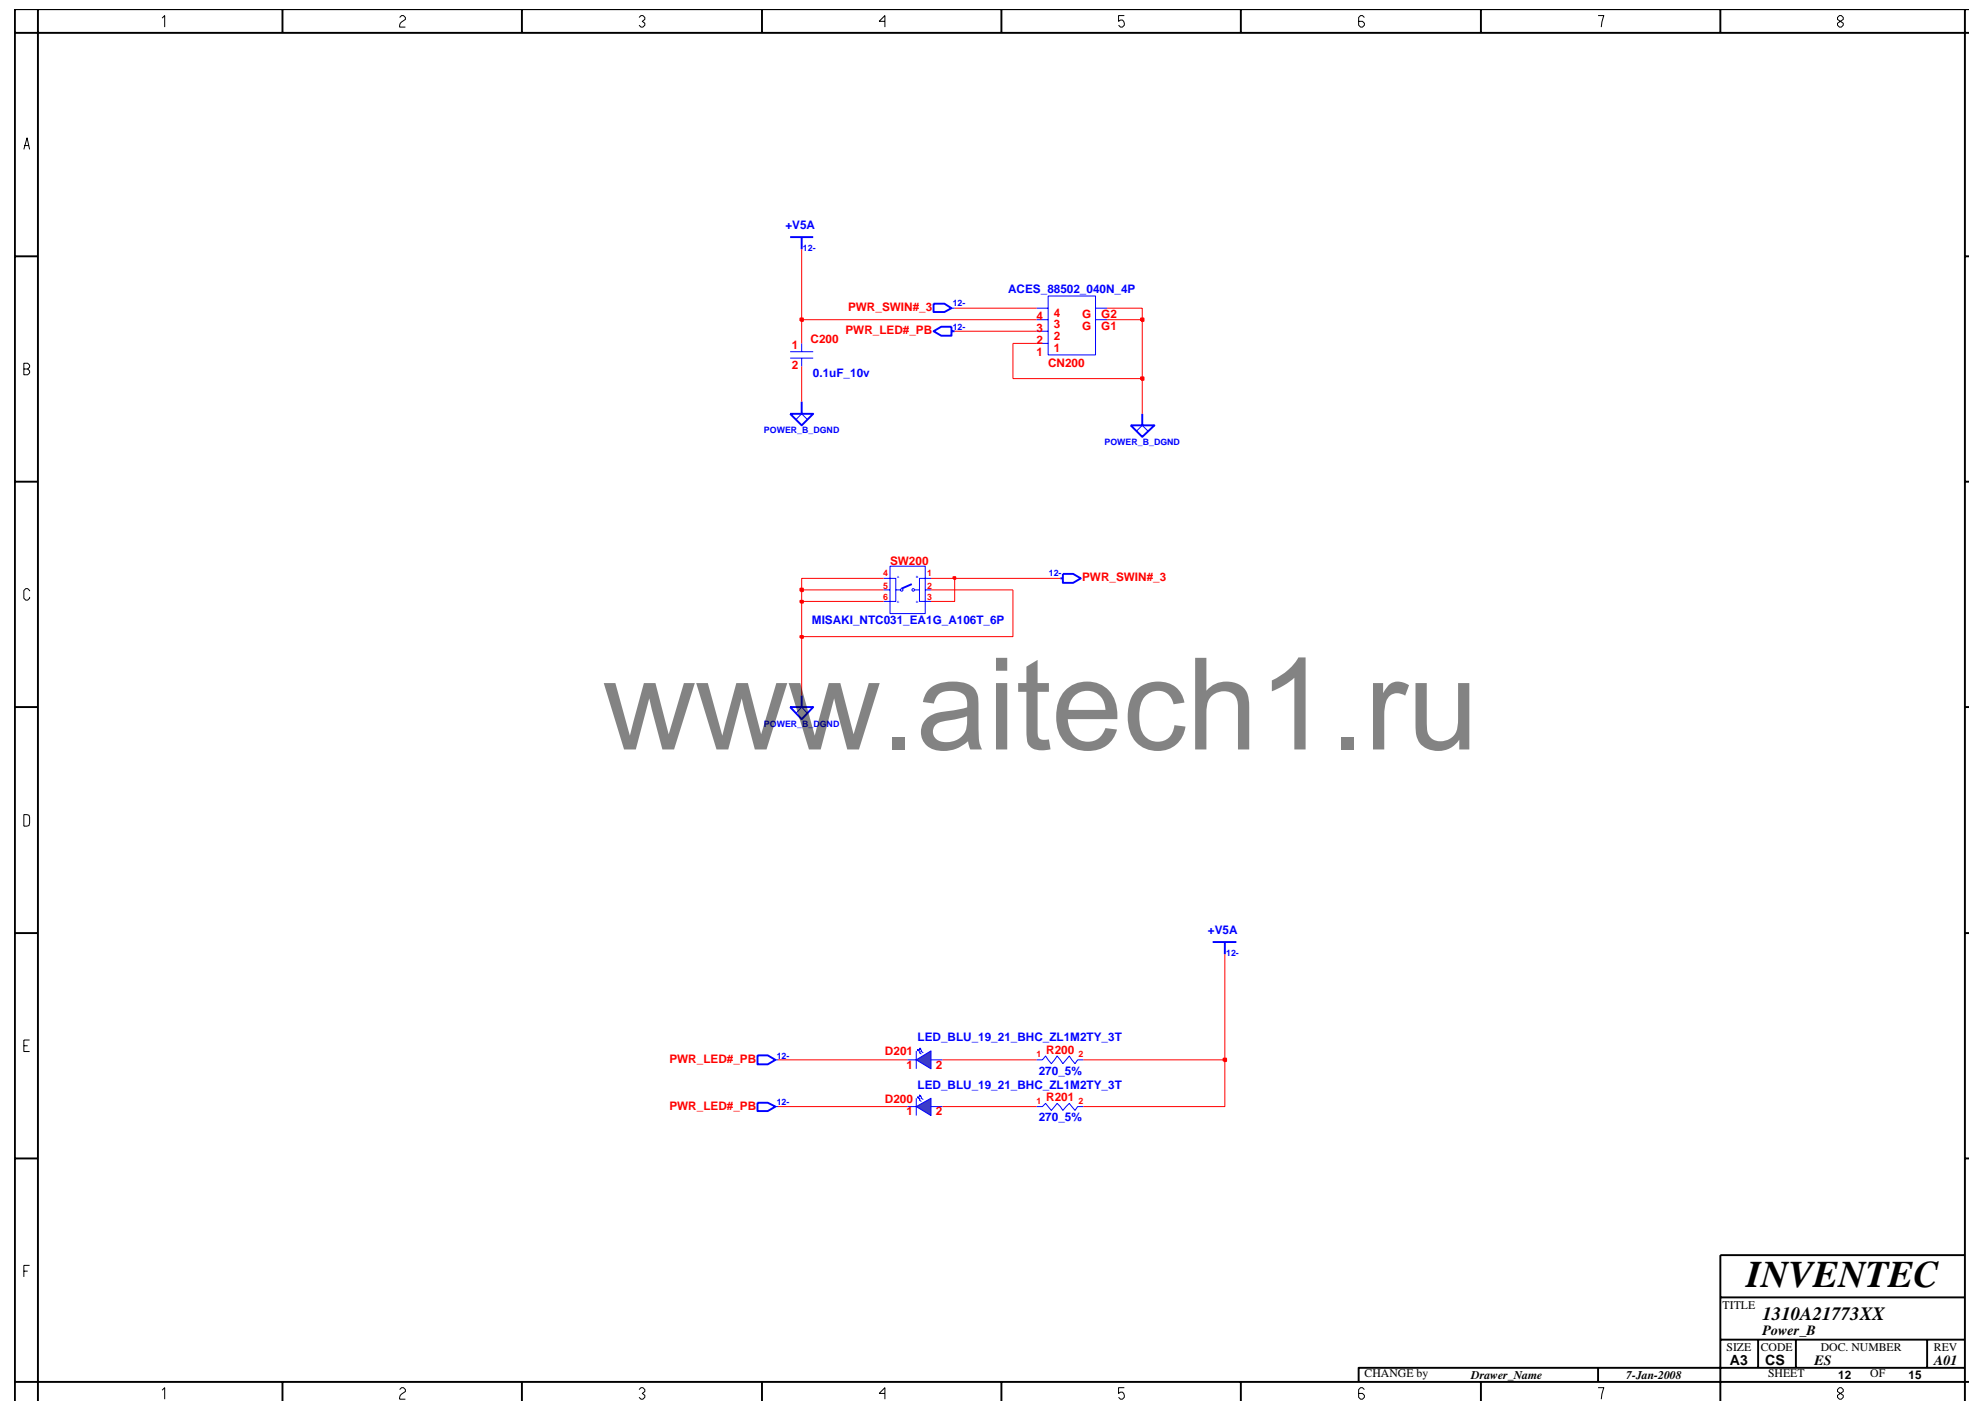 1 2 3 4 5 6 7 8
A
+V5A
12-
ACES_88502_040N_4P
PWR_SWIN#_3 12-
4 4 G G2
3 3 G G1
PWR_LED#_PB 12-
2 2
1 1
CN200
1 C200
2 0.1uF_10v
B
POWER_B_DGND
POWER_B_DGND
SW200
4 1
5 2
6 3
12- PWR_SWIN#_3
C
MISAKI_NTC031_EA1G_A106T_6P
www.aitech1.ru
POWER_B_DGND
D
+V5A
12-
LED_BLU_19_21_BHC_ZL1M2TY_3T
E
PWR_LED#_PB 12- D201 1 2 1 R200 2
270_5%
LED_BLU_19_21_BHC_ZL1M2TY_3T
PWR_LED#_PB 12- D200 1 2 1 R201 2
270_5%
F
INVENTEC
TITLE 1310A21773XX
Power_B
SIZE CODE DOC. NUMBER REV
A3 CS ES A01
CHANGE by Drawer_Name 7-Jan-2008 SHEET 12 OF 15
1 2 3 4 5 6 7 8